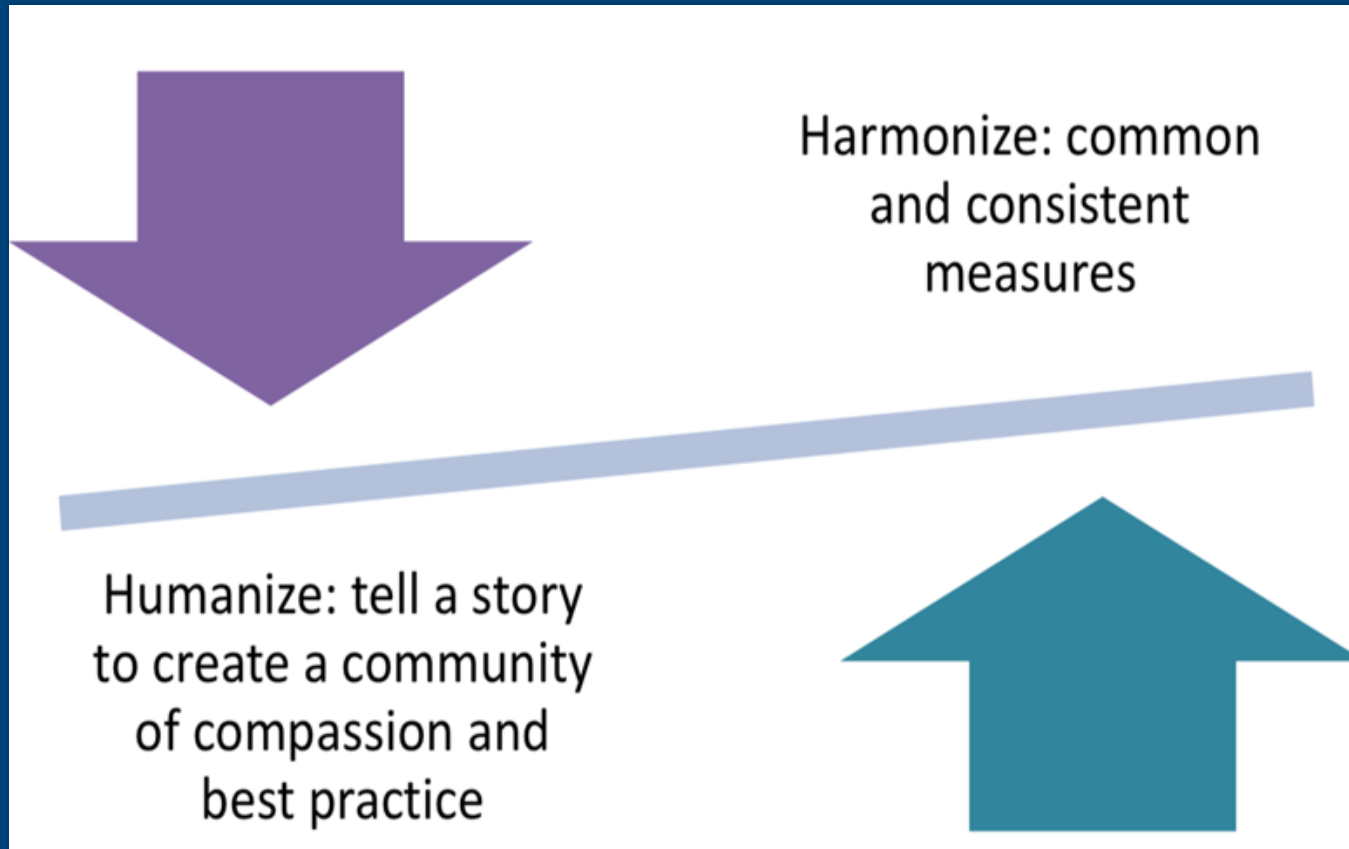 Harmonize: common
and consistent
measures
Humanize: tell a story
to create a community
of compassion and
best practice